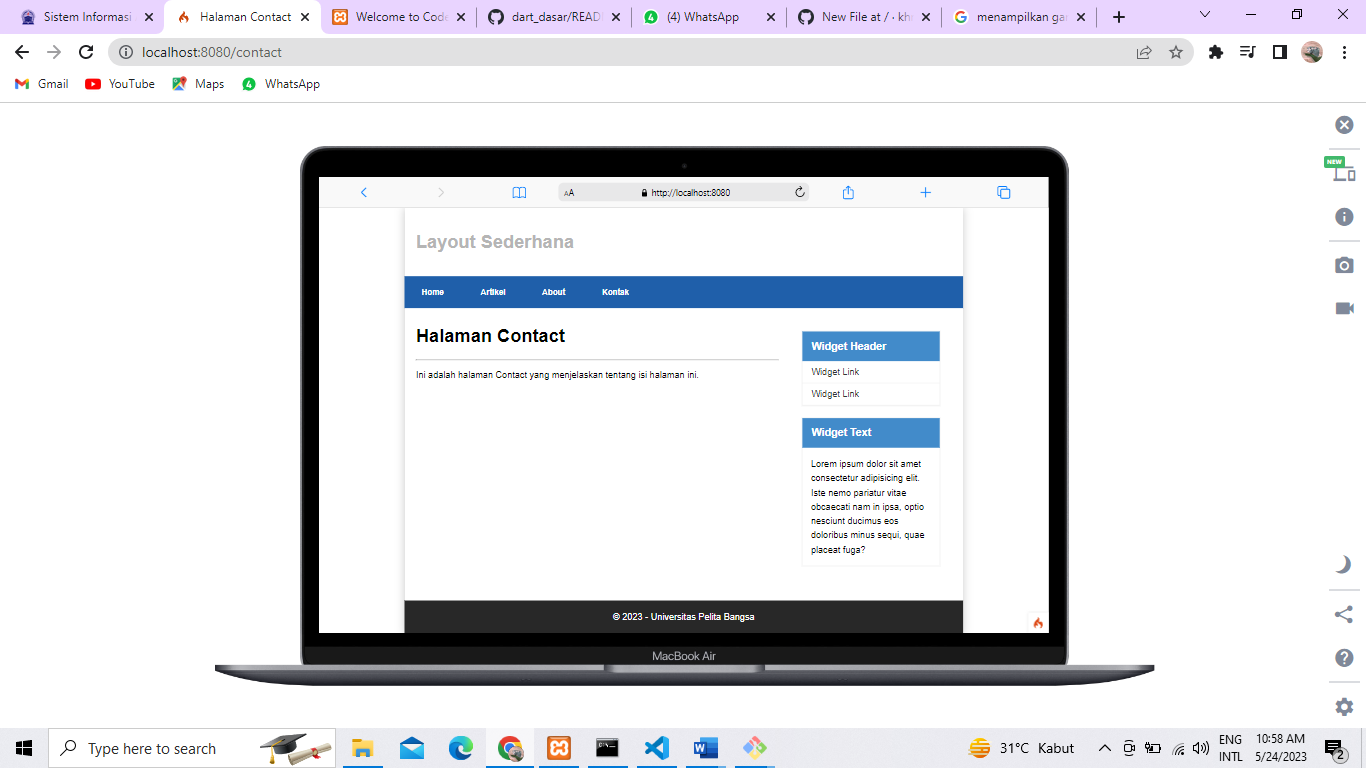 Sistem Informasi
Halaman Contact
Welcome to Code
dart_dasar/READ
(4) WhatsApp
New File at / · kh
menampilkan gar
localhost:8080/contact
Gmail
YouTube
Maps
4
WhatsApp
NEW
AA
http://localhost:8080
Layout Sederhana
Home
Artikel
About
Kontak
Halaman Contact
Ini adalah halaman Contact yang menjelaskan tentang isi halaman ini.
Widget Header
Widget Link
Widget Link
Widget Text
Lorem ipsum dolor sit amet
consectetur adipisicing elit.
Iste nemo pariatur vitae
obcaecati nam in ipsa, optio
nesciunt ducimus eos
doloribus minus sequi, quae
placeat fuga?
© 2023 - Universitas Pelita Bangsa
MacBook Air
Type here to search
31°C Kabut
ENG
INTL
10:58 AM
5/24/2023
2